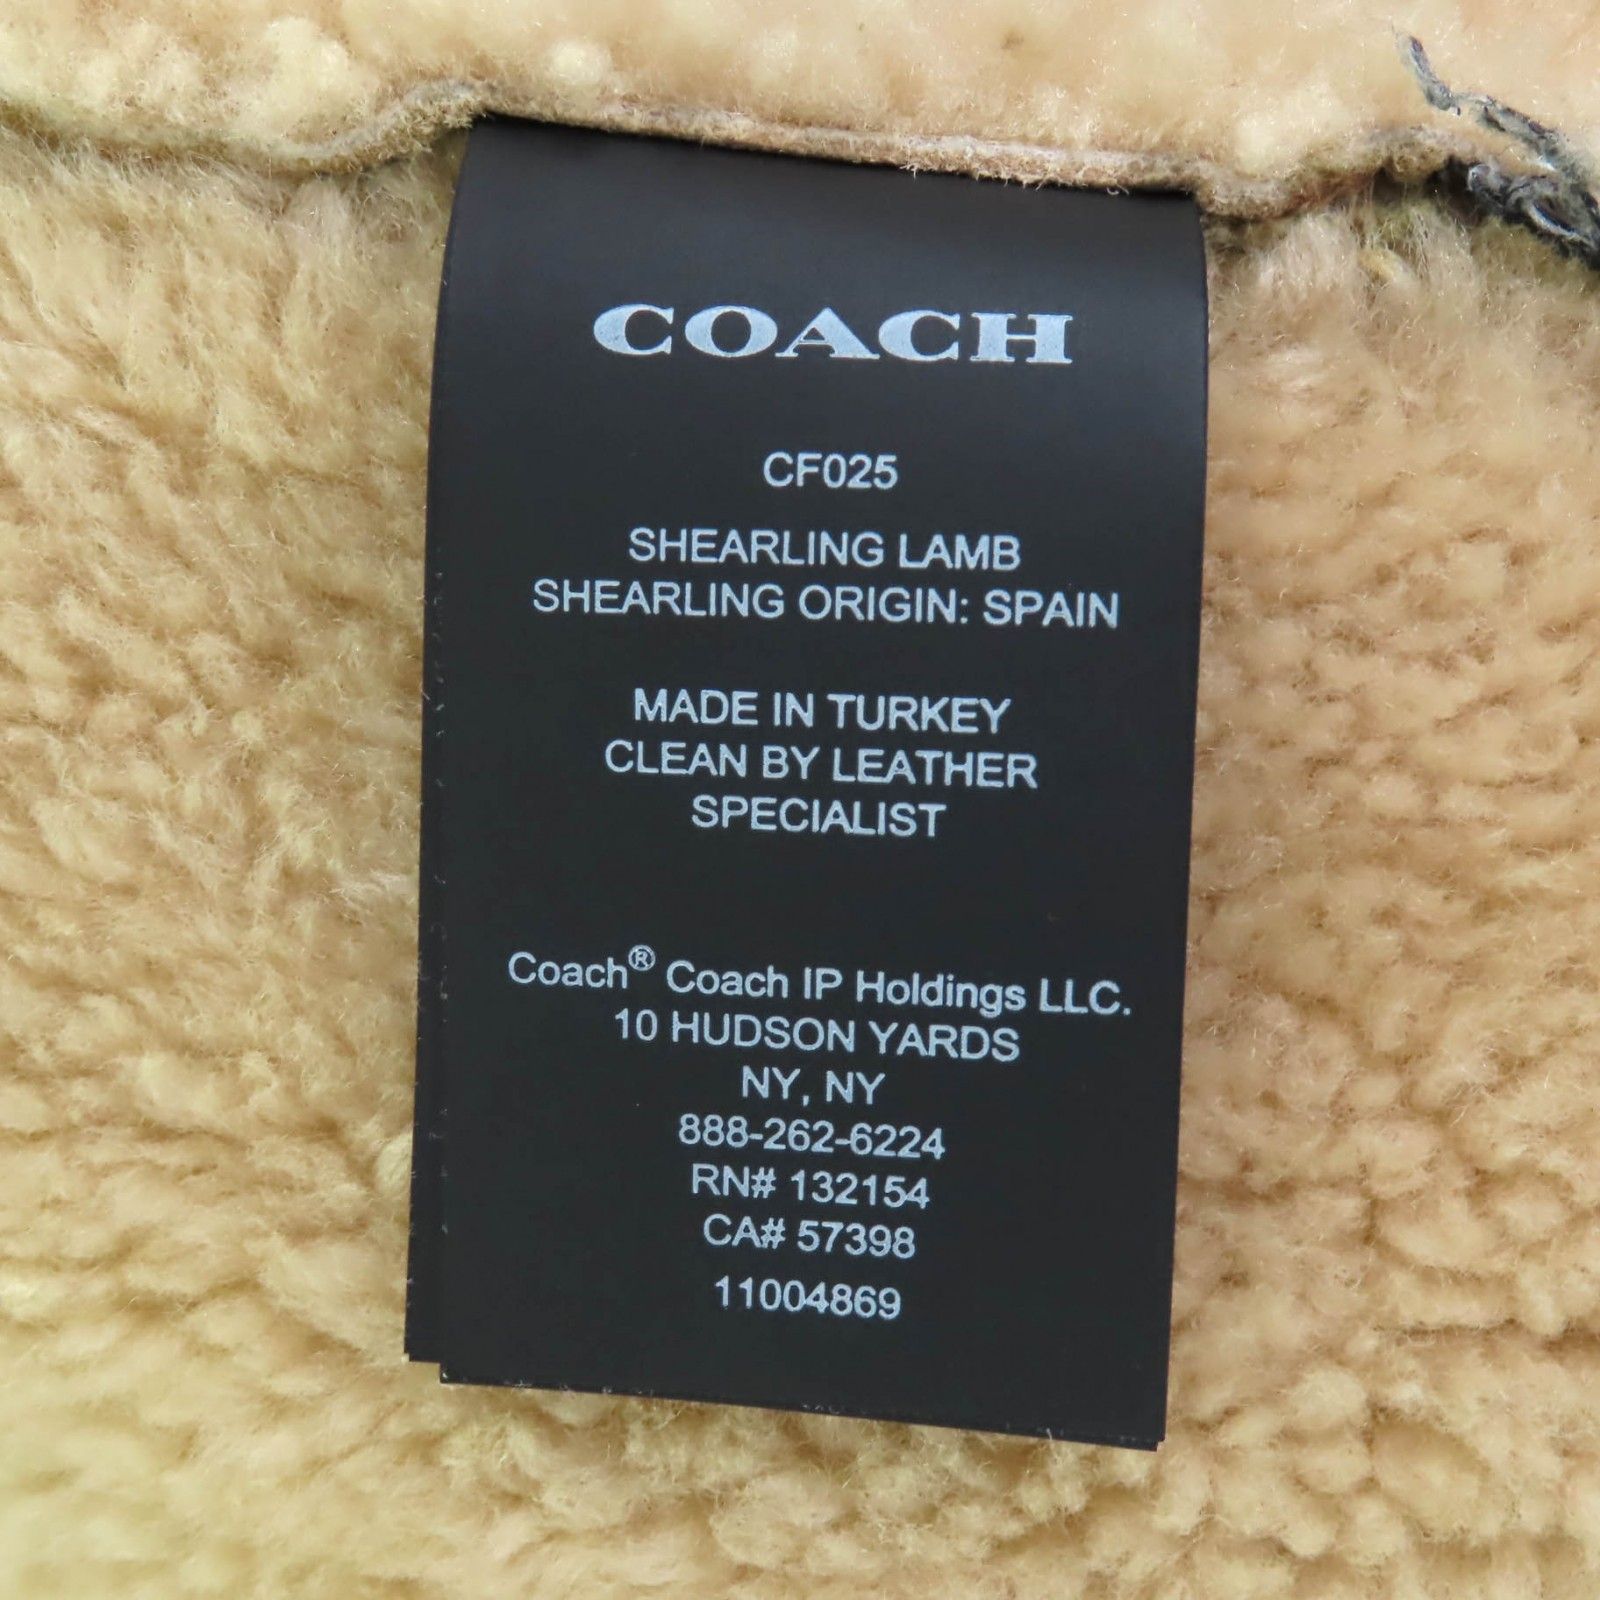 COACH
CF025
SHEARLING LAMB
SHEARLING ORIGIN: SPAIN
MADE IN TURKEY
CLEAN BY LEATHER
SPECIALIST
Coach® Coach IP Holdings LLC.
10 HUDSON YARDS
NY, NY
888-262-6224
RN# 132154
CA# 57398
11004869